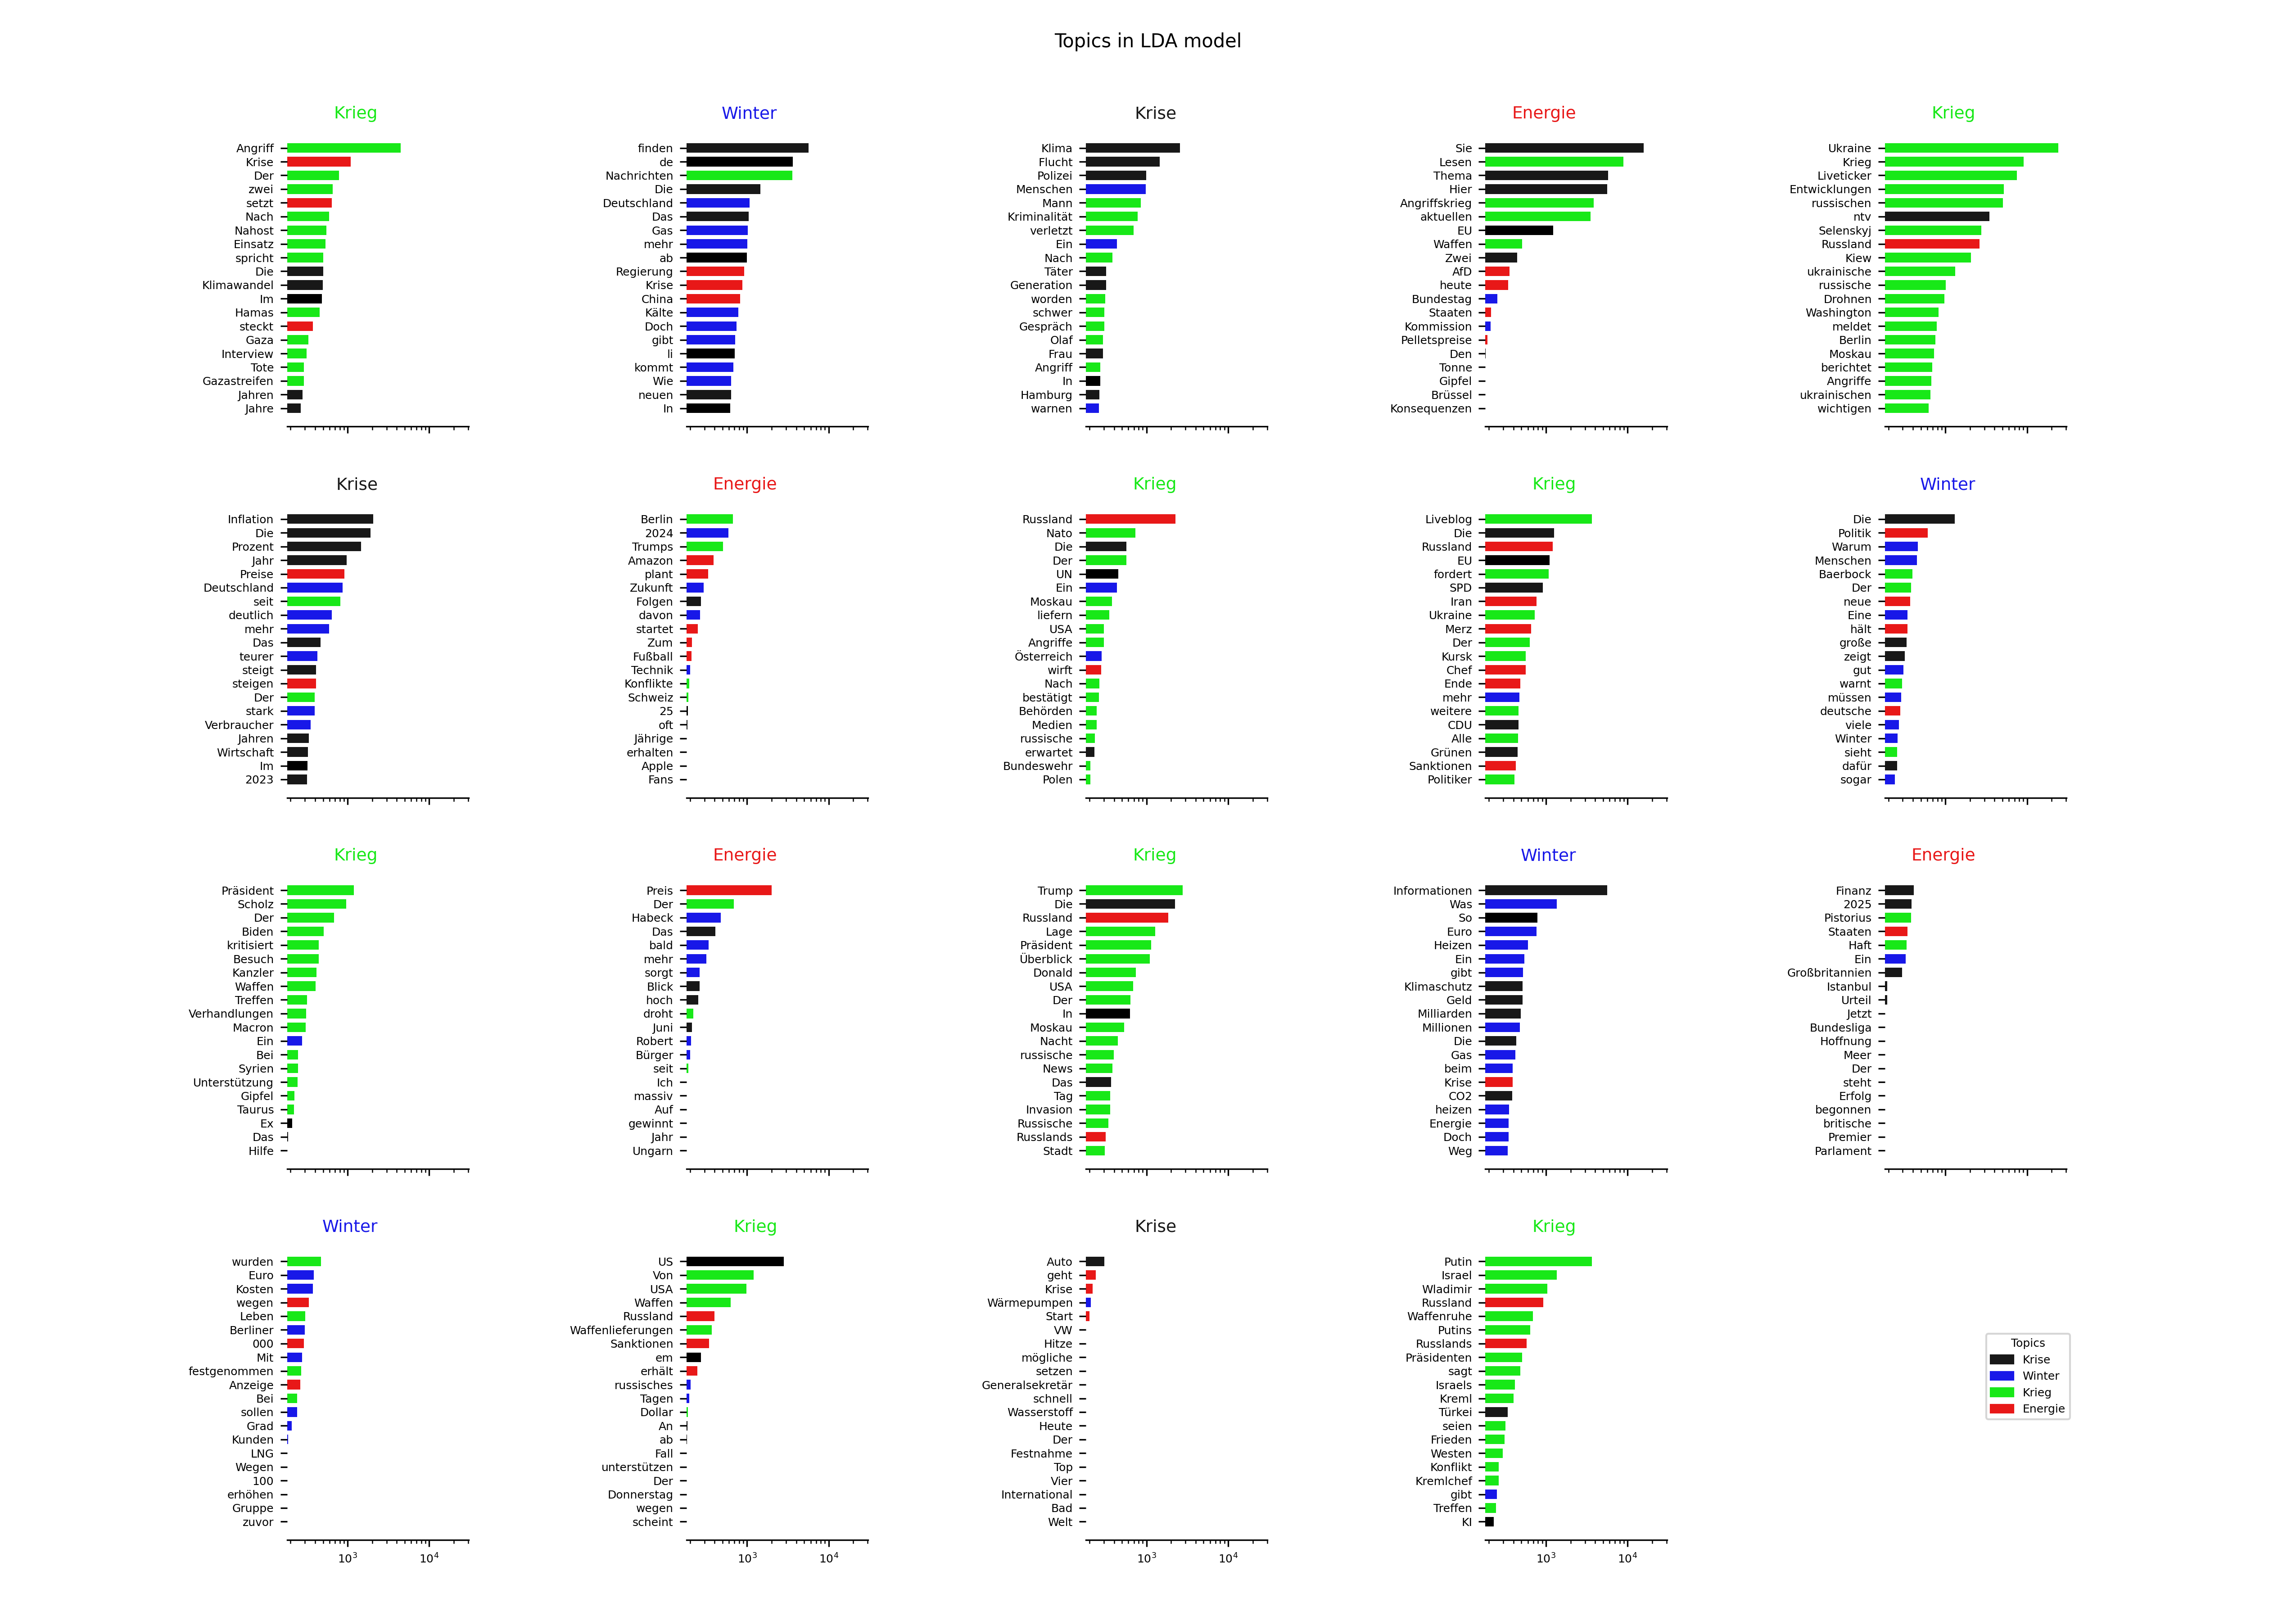 Topics in LDA model
Krieg
Angriff
Krise
Der
zwei
setzt
Nach
Nahost
Einsatz
spricht
Die
Klimawandel
Im
Hamas
steckt
Gaza
Interview
Tote
Gazastreifen
Jahren
Jahre
Winter
finden
de
Nachrichten
Die
Deutschland
Das
Gas
mehr
ab
Regierung
Krise
China
Kälte
Doch
gibt
li
kommt
Wie
neuen
In
Krise
Klima
Flucht
Polizei
Menschen
Mann
Kriminalität
verletzt
Ein
Nach
Täter
Generation
worden
schwer
Gespräch
Olaf
Frau
Angriff
In
Hamburg
warnen
Energie
Sie
Lesen
Thema
Hier
Angriffskrieg
aktuellen
EU
Waffen
Zwei
AfD
heute
Bundestag
Staaten
Kommission
Pelletspreise
Den
Tonne
Gipfel
Brüssel
Konsequenzen
Krieg
Ukraine
Krieg
Liveticker
Entwicklungen
russischen
ntv
Selenskyj
Russland
Kiew
ukrainische
russische
Drohnen
Washington
meldet
Berlin
Moskau
berichtet
Angriffe
ukrainischen
wichtigen
Krise
Inflation
Die
Prozent
Jahr
Preise
Deutschland
seit
deutlich
mehr
Das
teurer
steigt
steigen
Der
stark
Verbraucher
Jahren
Wirtschaft
Im
2023
Energie
Berlin
2024
Trumps
Amazon
plant
Zukunft
Folgen
davon
startet
Zum
Fußball
Technik
Konflikte
Schweiz
25
oft
Jährige
erhalten
Apple
Fans
Krieg
Russland
Nato
Die
Der
UN
Ein
Moskau
liefern
USA
Angriffe
Österreich
wirft
Nach
bestätigt
Behörden
Medien
russische
erwartet
Bundeswehr
Polen
Krieg
Liveblog
Die
Russland
EU
fordert
SPD
Iran
Ukraine
Merz
Der
Kursk
Chef
Ende
mehr
weitere
CDU
Alle
Grünen
Sanktionen
Politiker
Winter
Die
Politik
Warum
Menschen
Baerbock
Der
neue
Eine
hält
große
zeigt
gut
warnt
müssen
deutsche
viele
Winter
sieht
dafür
sogar
Krieg
Präsident
Scholz
Der
Biden
kritisiert
Besuch
Kanzler
Waffen
Treffen
Verhandlungen
Macron
Ein
Bei
Syrien
Unterstützung
Gipfel
Taurus
Ex
Das
Hilfe
Energie
Preis
Der
Habeck
Das
bald
mehr
sorgt
Blick
hoch
droht
Juni
Robert
Bürger
seit
Ich
massiv
Auf
gewinnt
Jahr
Ungarn
Krieg
Trump
Die
Russland
Lage
Präsident
Überblick
Donald
USA
Der
In
Moskau
Nacht
russische
News
Das
Tag
Invasion
Russische
Russlands
Stadt
Winter
Informationen
Was
So
Euro
Heizen
Ein
gibt
Klimaschutz
Geld
Milliarden
Millionen
Die
Gas
beim
Krise
CO2
heizen
Energie
Doch
Weg
Energie
Finanz
2025
Pistorius
Staaten
Haft
Ein
Großbritannien
Istanbul
Urteil
Jetzt
Bundesliga
Hoffnung
Meer
Der
steht
Erfolg
begonnen
britische
Premier
Parlament
Winter
wurden
Euro
Kosten
wegen
Leben
Berliner
000
Mit
festgenommen
Anzeige
Bei
sollen
Grad
Kunden
LNG
Wegen
100
erhöhen
Gruppe
zuvor
10³ 10⁴
Krieg
US
Von
USA
Waffen
Russland
Waffenlieferungen
Sanktionen
em
erhält
russisches
Tagen
Dollar
An
ab
Fall
unterstützen
Der
Donnerstag
wegen
scheint
10³ 10⁴
Krise
Auto
geht
Krise
Wärmepumpen
Start
VW
Hitze
mögliche
setzen
Generalsekretär
schnell
Wasserstoff
Heute
Der
Festnahme
Top
Vier
International
Bad
Welt
10³ 10⁴
Krieg
Putin
Israel
Wladimir
Russland
Waffenruhe
Putins
Russlands
Präsidenten
sagt
Israels
Kreml
Türkei
seien
Frieden
Westen
Konflikt
Kremlchef
gibt
Treffen
KI
10³ 10⁴
Topics
Krise
Winter
Krieg
Energie